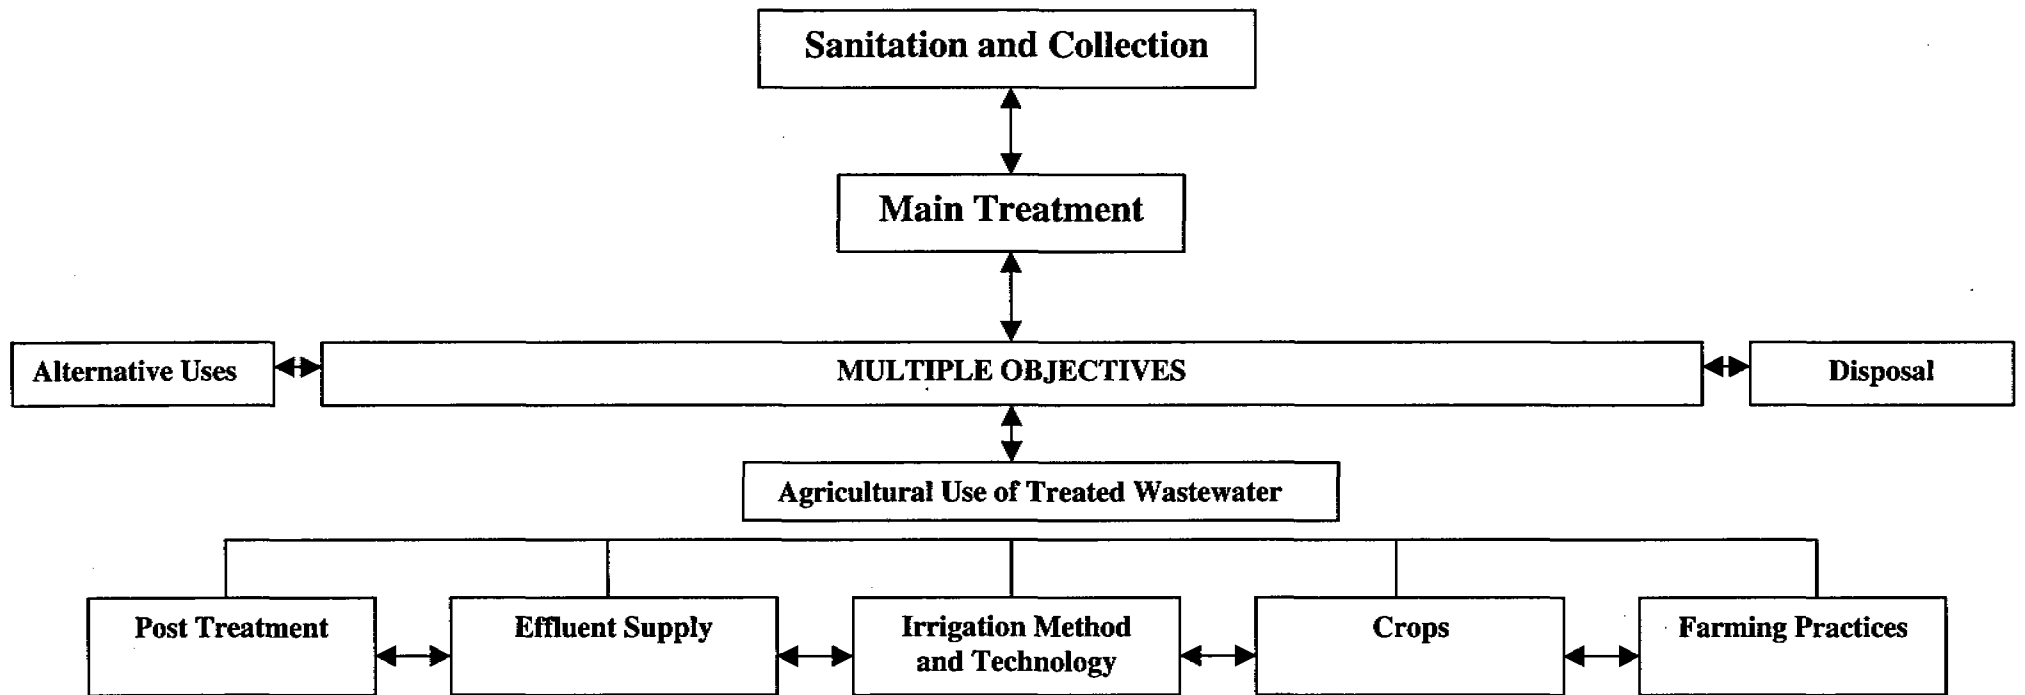 Sanitation and Collection
Main Treatment
Alternative Uses
MULTIPLE OBJECTIVES
Disposal
Agricultural Use of Treated Wastewater
Post Treatment
Effluent Supply
Irrigation Method
and Technology
Crops
Farming Practices